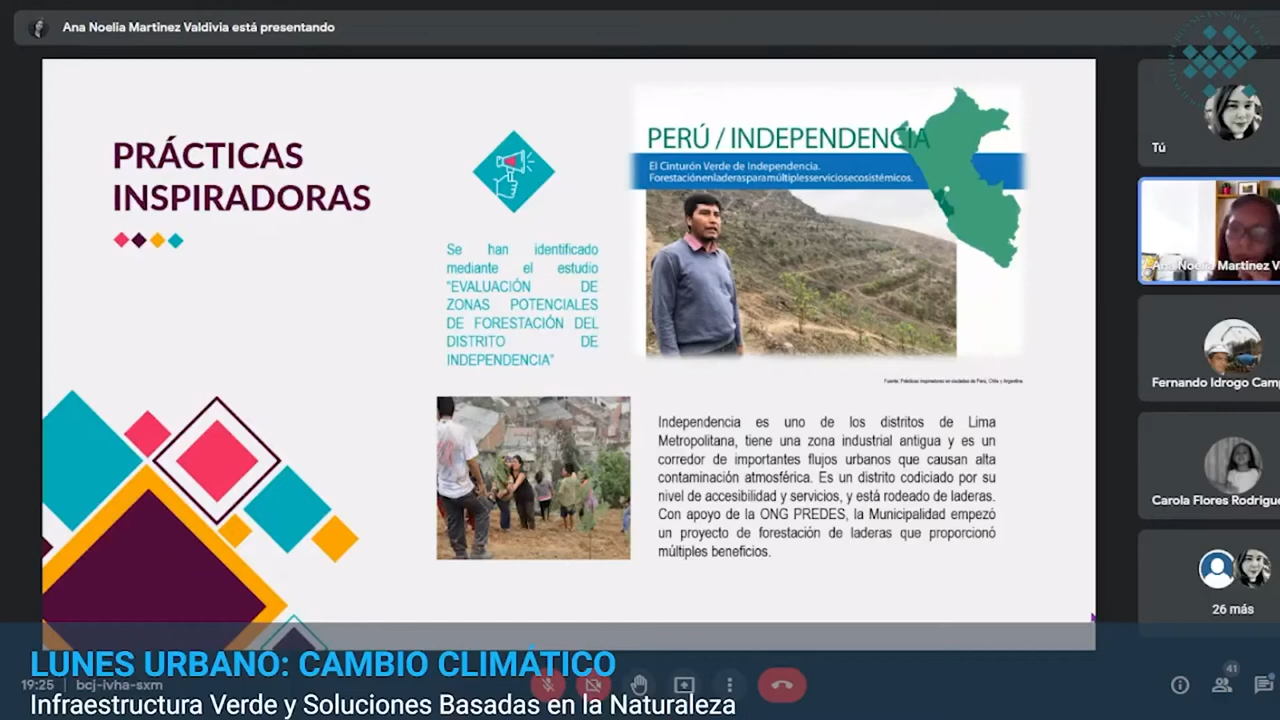 Ana Noelia Martinez Valdivia está presentando
PRÁCTICAS
INSPIRADORAS
Se han identificado
mediante el estudio
"EVALUACIÓN DE
ZONAS POTENCIALES
DE FORESTACIÓN DEL
DISTRITO DE
INDEPENDENCIA"
PERÚ / INDEPENDENCIA
El Cinturón Verde de Independencia.
Forestación en laderas para múltiples servicios ecosistémicos.
Fuente: Prácticas inspiradoras en ciudades de Perú, Chile y Argentina
Independencia es uno de los distritos de Lima
Metropolitana, tiene una zona industrial antigua y es un
corredor de importantes flujos urbanos que causan alta
contaminación atmosférica. Es un distrito codiciado por su
nivel de accesibilidad y servicios, y está rodeado de laderas.
Con apoyo de la ONG PREDES, la Municipalidad empezó
un proyecto de forestación de laderas que proporcionó
múltiples beneficios.
Tú
Ana Noelia Martinez V
Fernando Idrogo Cam
Carola Flores Rodrigu
26 más
LUNES URBANO: CAMBIO CLIMÁTICO
19:25 | bcj-ivha-sxm
41
Infraestructura Verde y Soluciones Basadas en la Naturaleza